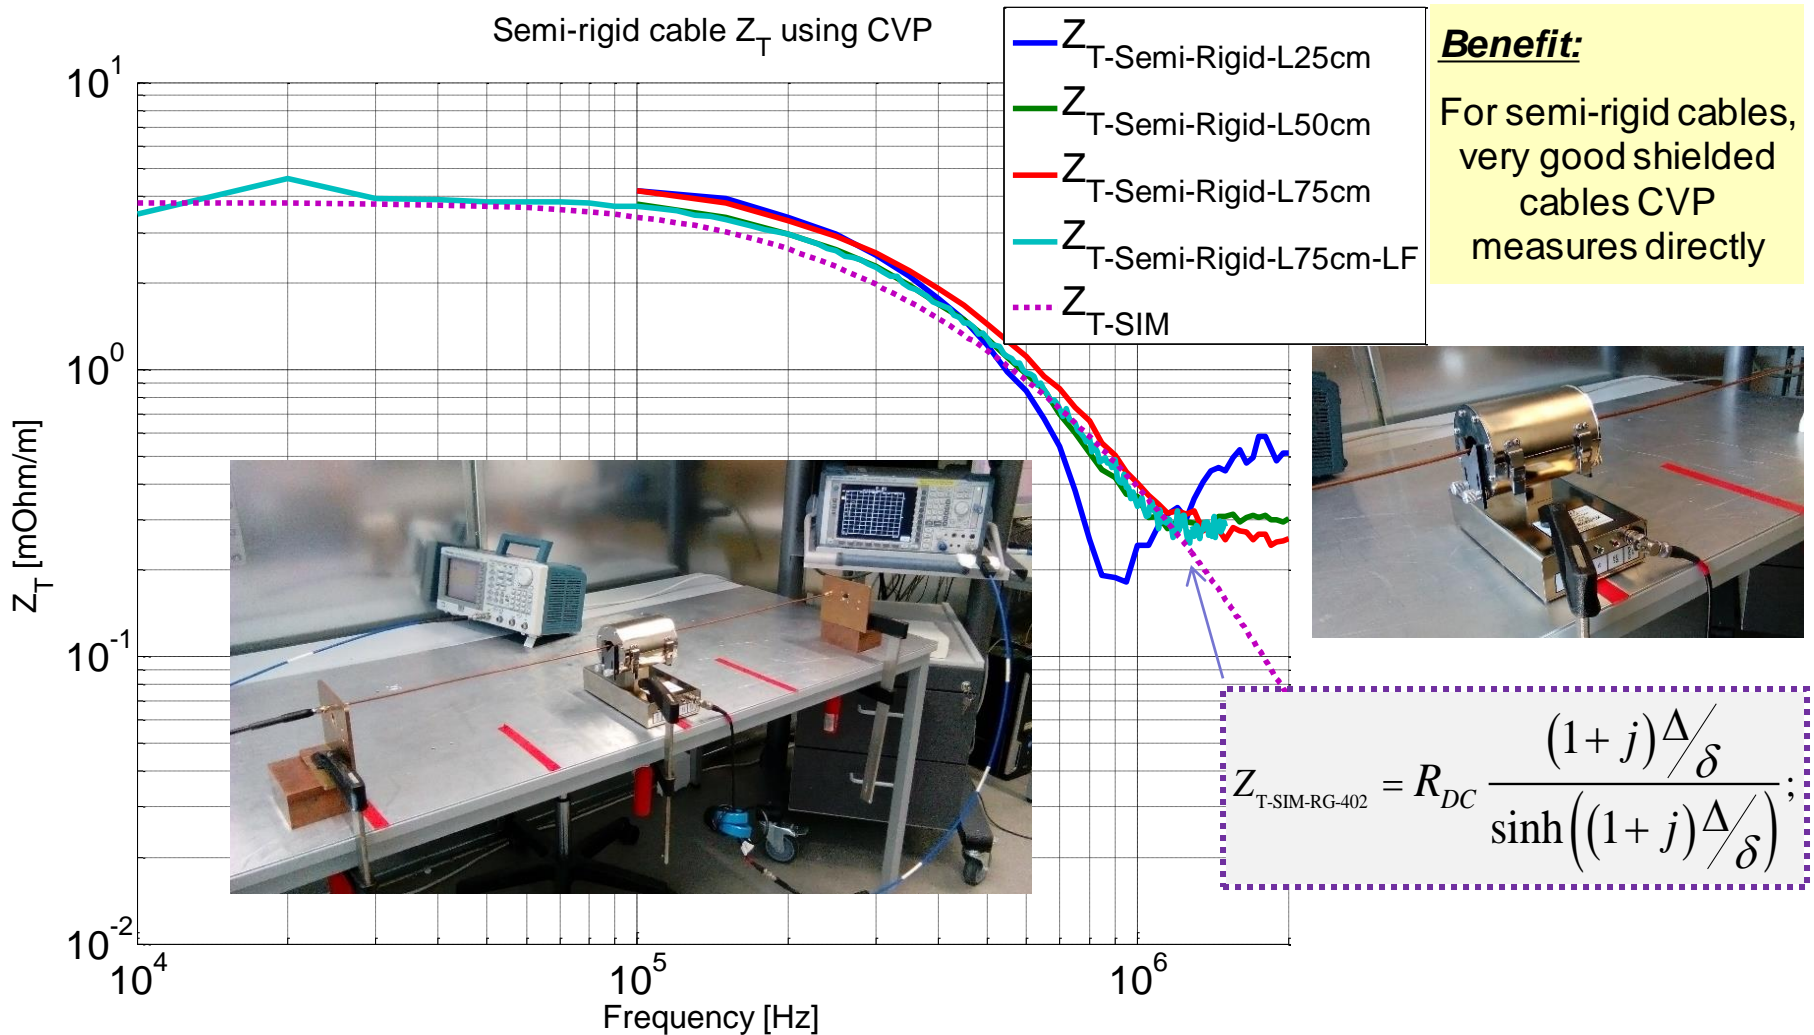 Semi-rigid cable Z_T using CVP
Z_T-Semi-Rigid-L25cm
Z_T-Semi-Rigid-L50cm
Z_T-Semi-Rigid-L75cm
Z_T-Semi-Rigid-L75cm-LF
Z_T-SIM
Benefit:
For semi-rigid cables,
very good shielded
cables CVP
measures directly
Z_T [mOhm/m]
10^1
10^0
10^-1
10^-2
10^4
10^5
10^6
Frequency [Hz]
Z_T-SIM-RG-402 = R_DC (1 + j) Δ/δ / sinh((1 + j) Δ/δ);